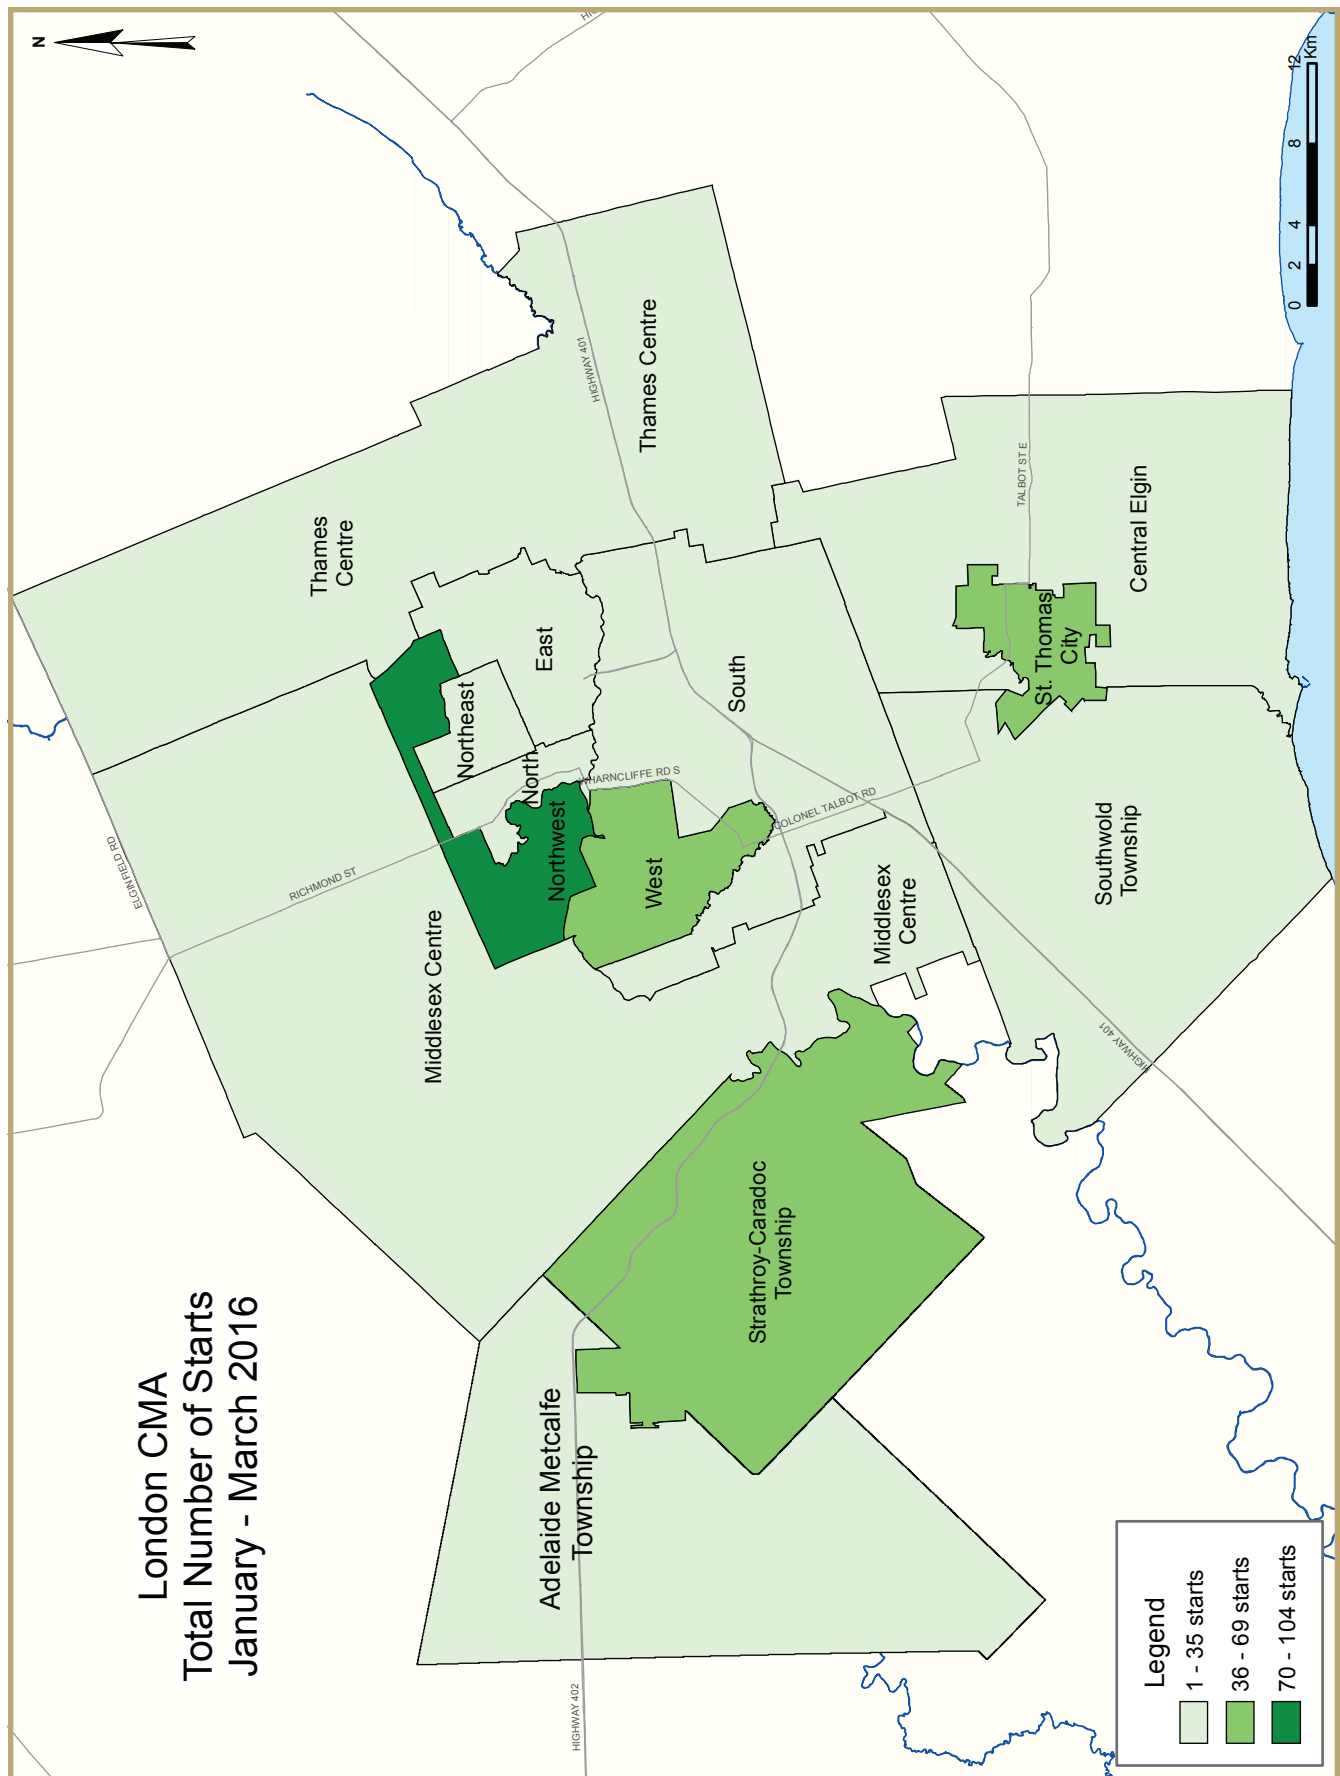 London CMA
Total Number of Starts
January - March 2016
N
HI
ELGINFIELD RD
RICHMOND ST
Thames
Centre
Middlesex Centre
Northeast
North
East
Northwest
West
South
WHARNCLIFFE RD S
COLONEL TALBOT RD
HIGHWAY 401
Thames Centre
Adelaide Metcalfe
Township
HIGHWAY 402
Strathroy-Caradoc
Township
Middlesex
Centre
TALBOT ST E
St. Thomas
City
Central Elgin
Southwold
Township
HIGHWAY 401
Legend
1 - 35 starts
36 - 69 starts
70 - 104 starts
0 2 4 8 12
Km